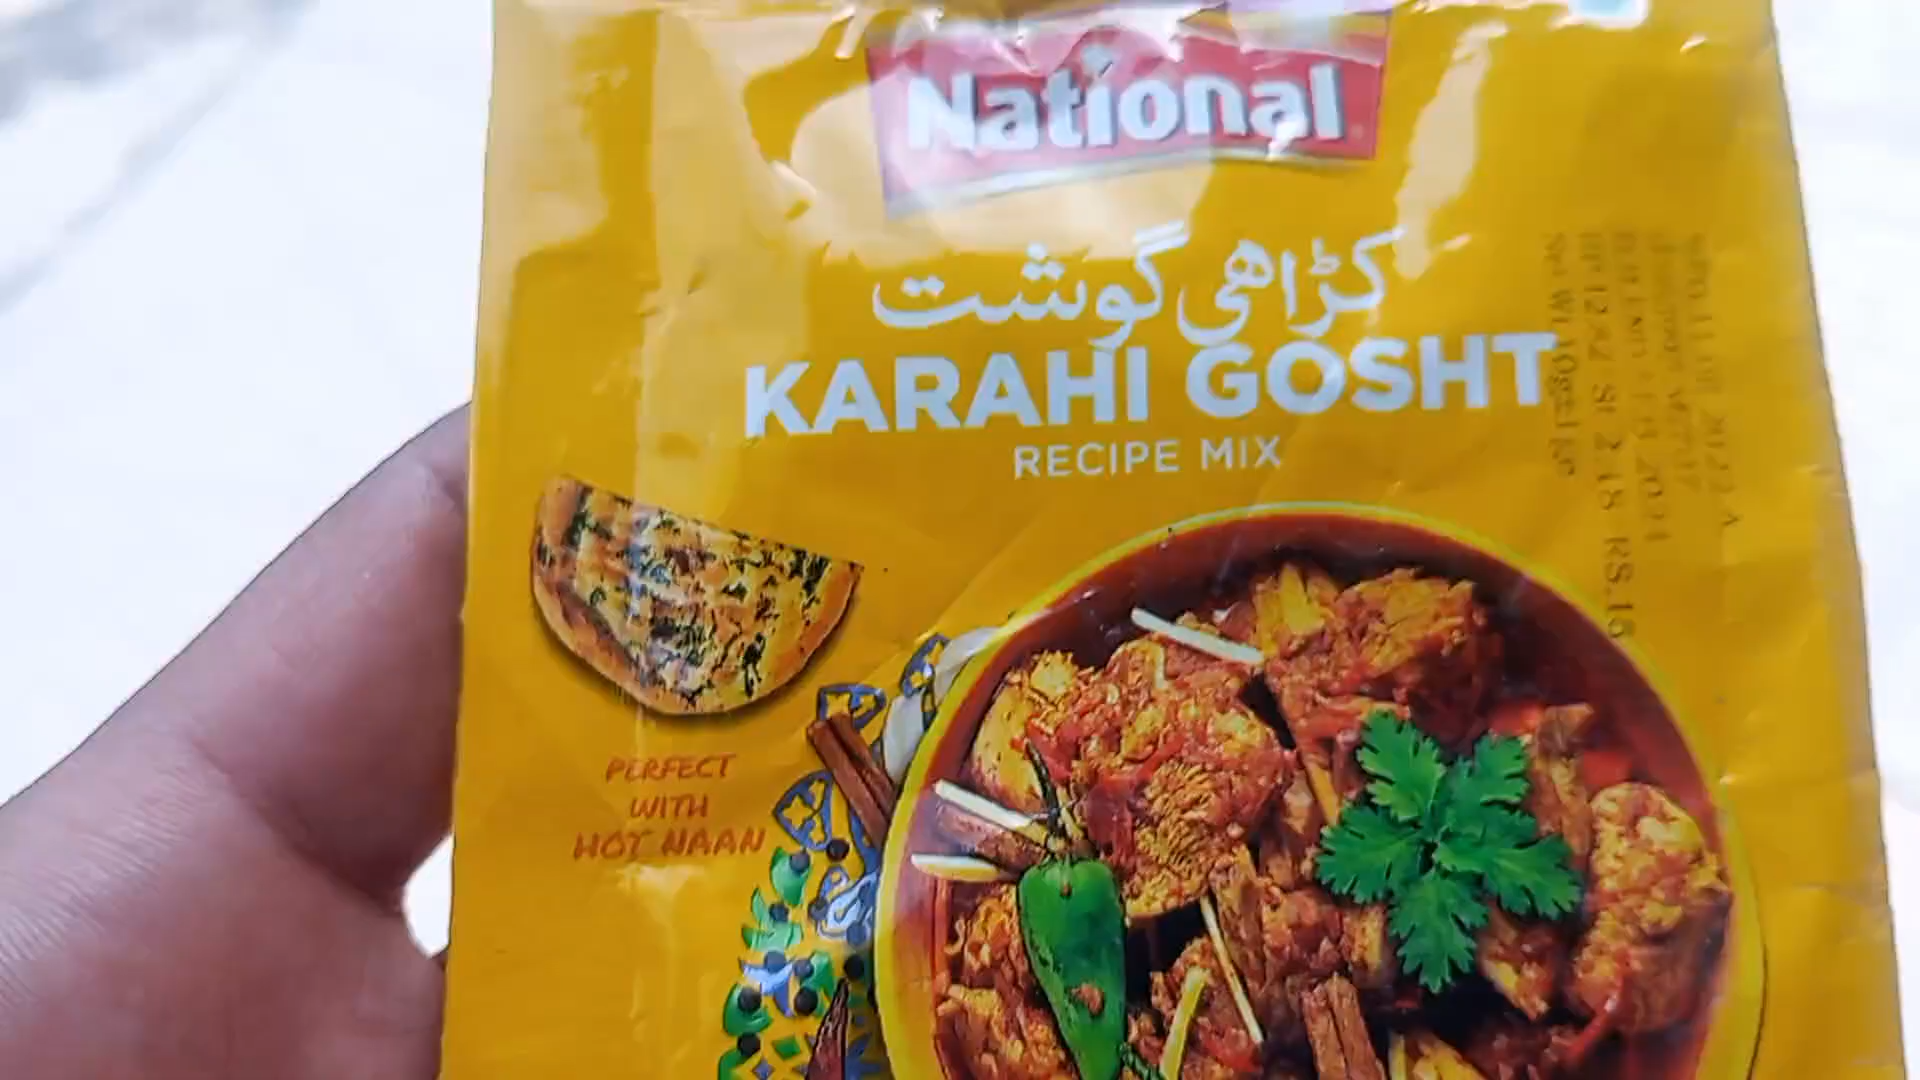 National
کڑاھی گوشت
KARAHI GOSHT
RECIPE MIX
PERFECT
WITH
HOT NAAN